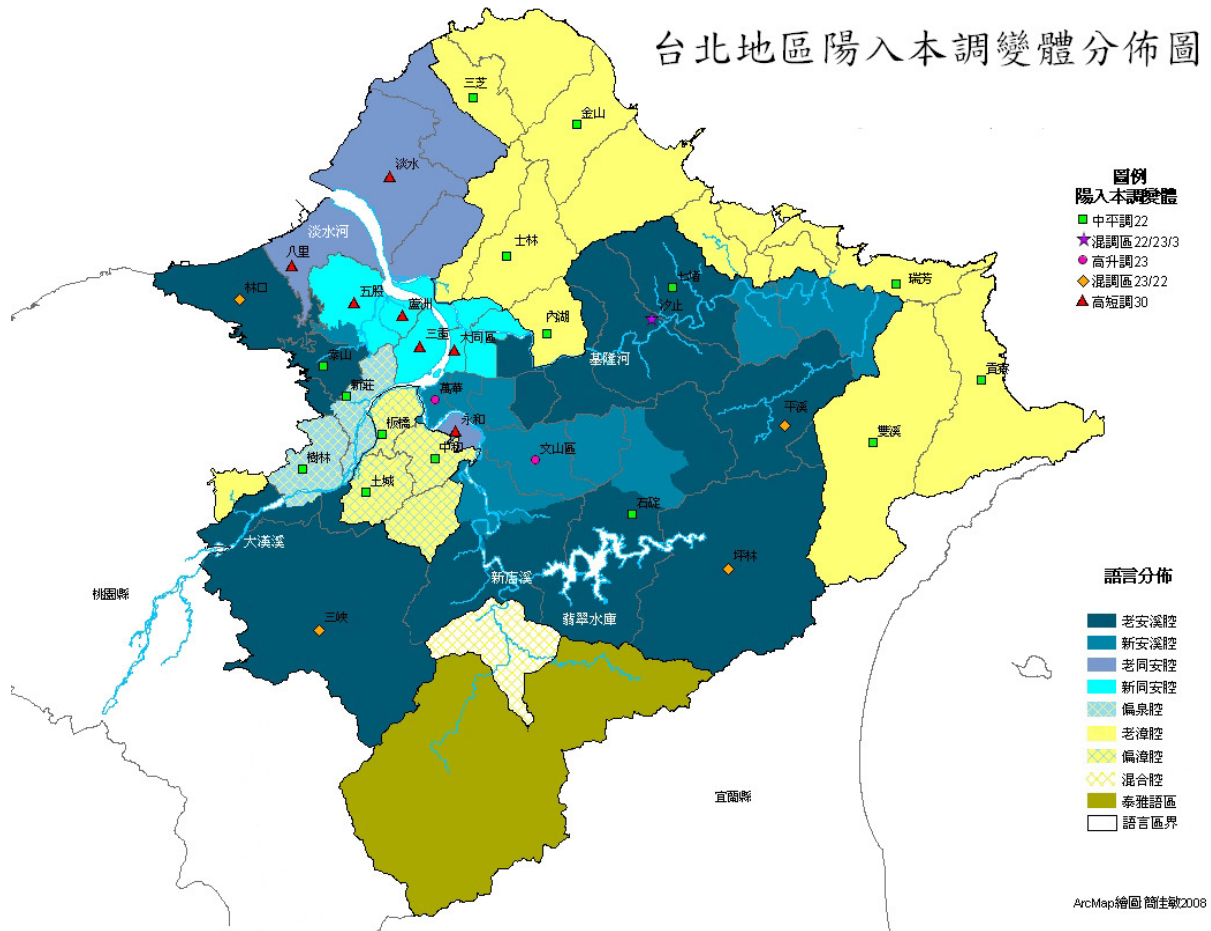 台北地區陽入本調變體分佈圖
三芝
金山
淡水
淡水河
士林
八里
林口
五股
蘆洲
三重
大同區
內湖
七堵
汐止
瑞芳
基隆河
貢寮
泰山
新莊
萬華
板橋
永和
中和
文山區
平溪
雙溪
樹林
土城
石碇
大漢溪
新店溪
坪林
翡翠水庫
桃園縣
三峽
宜蘭縣
圖例
陽入本調變體
中平調22
混調區22/23/3
高升調23
混調區23/22
高短調30
語言分佈
老安溪腔
新安溪腔
老同安腔
新同安腔
偏泉腔
老漳腔
偏漳腔
混合腔
泰雅語區
語言區界
ArcMap繪圖 簡佳敏2008